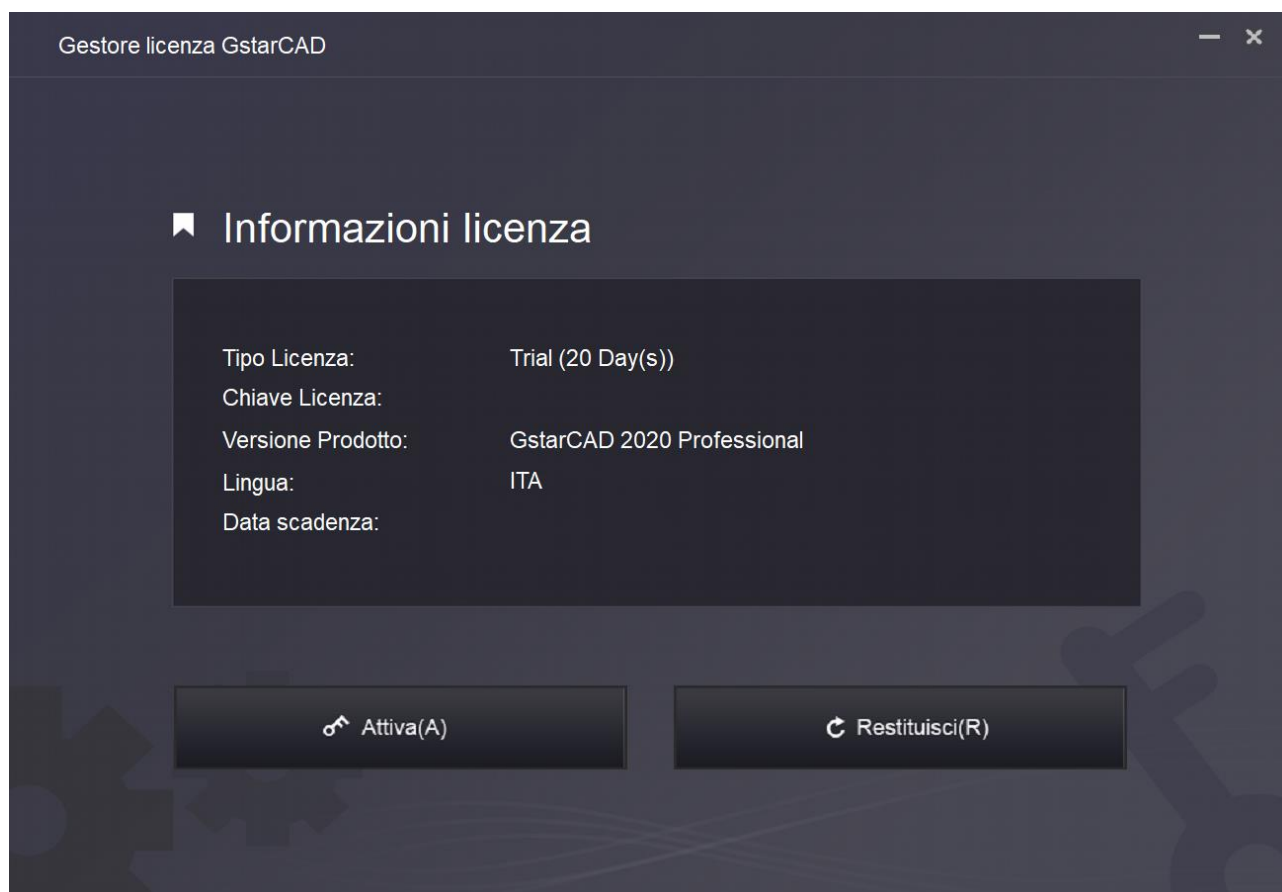 Gestore licenza GstarCAD
Informazioni licenza
Tipo Licenza: Trial (20 Day(s))
Chiave Licenza:
Versione Prodotto: GstarCAD 2020 Professional
Lingua: ITA
Data scadenza:
Attiva(A) Restituisci(R)